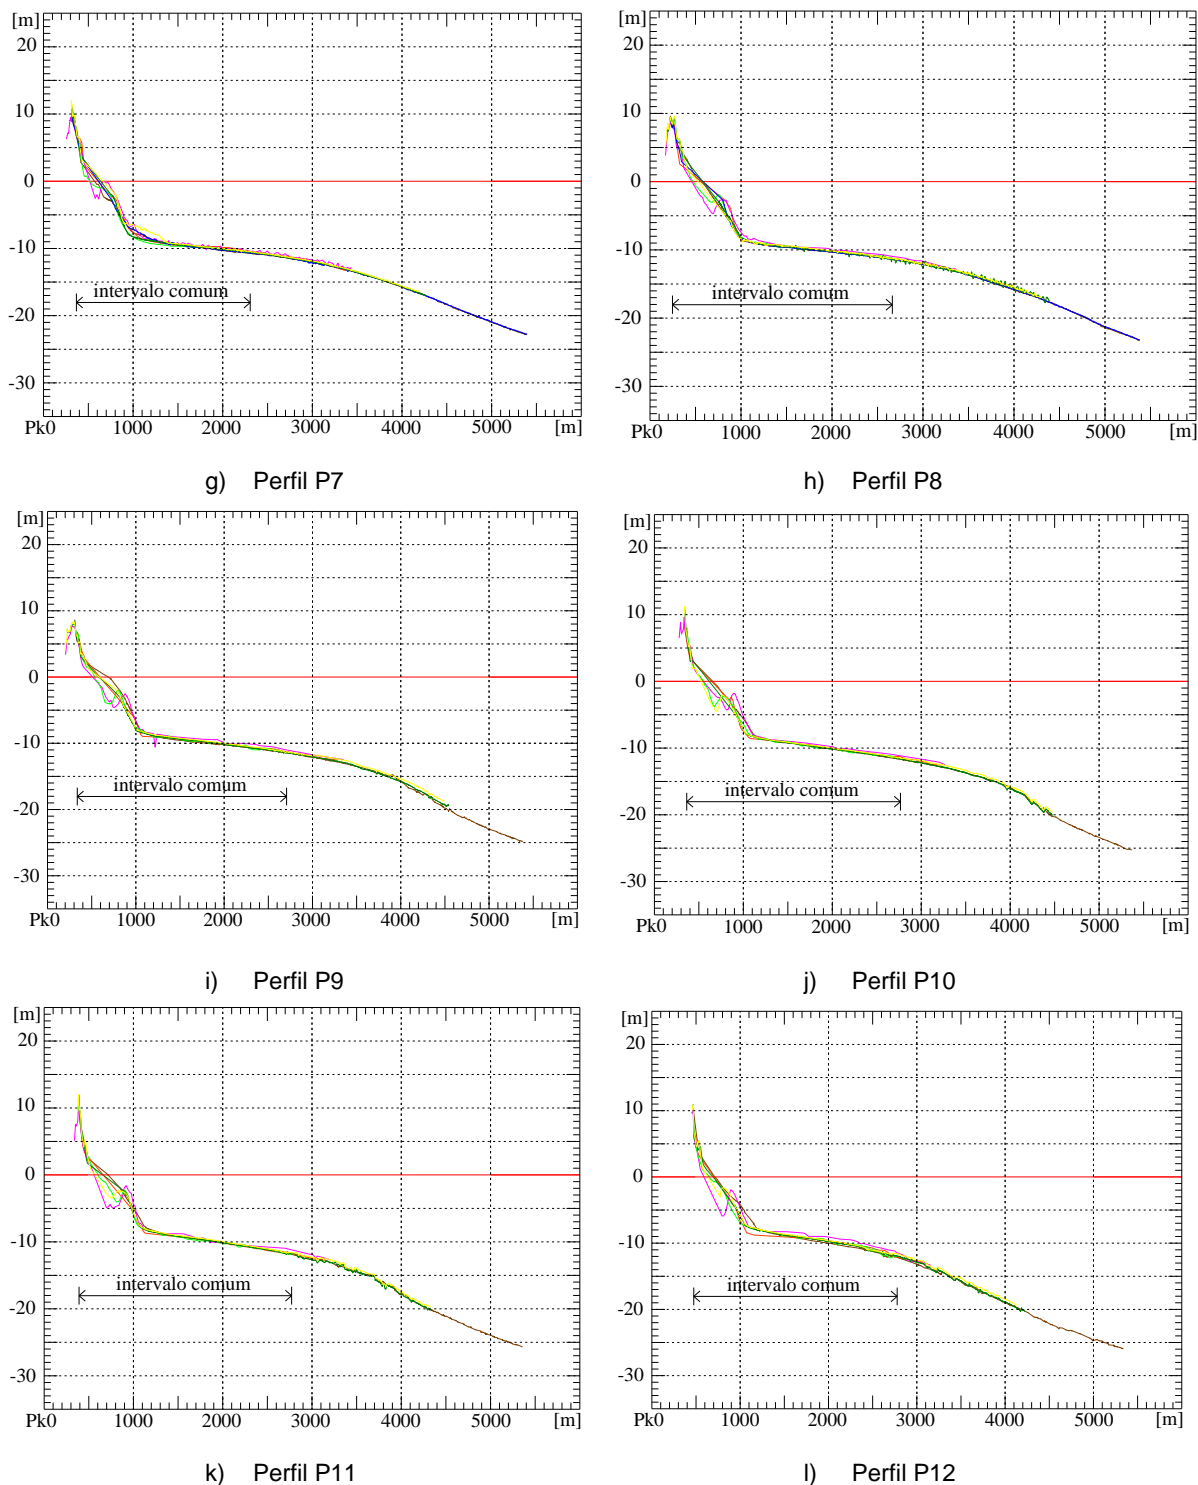 [m]
20
10
0
-10
intervalo comum
-20
-30
Pk0 1000 2000 3000 4000 5000 [m]
g) Perfil P7
[m]
20
10
0
-10
intervalo comum
-20
-30
Pk0 1000 2000 3000 4000 5000 [m]
h) Perfil P8
[m]
20
10
0
-10
intervalo comum
-20
-30
Pk0 1000 2000 3000 4000 5000 [m]
i) Perfil P9
[m]
20
10
0
-10
intervalo comum
-20
-30
Pk0 1000 2000 3000 4000 5000 [m]
j) Perfil P10
[m]
20
10
0
-10
intervalo comum
-20
-30
Pk0 1000 2000 3000 4000 5000 [m]
k) Perfil P11
[m]
20
10
0
-10
intervalo comum
-20
-30
Pk0 1000 2000 3000 4000 5000 [m]
l) Perfil P12